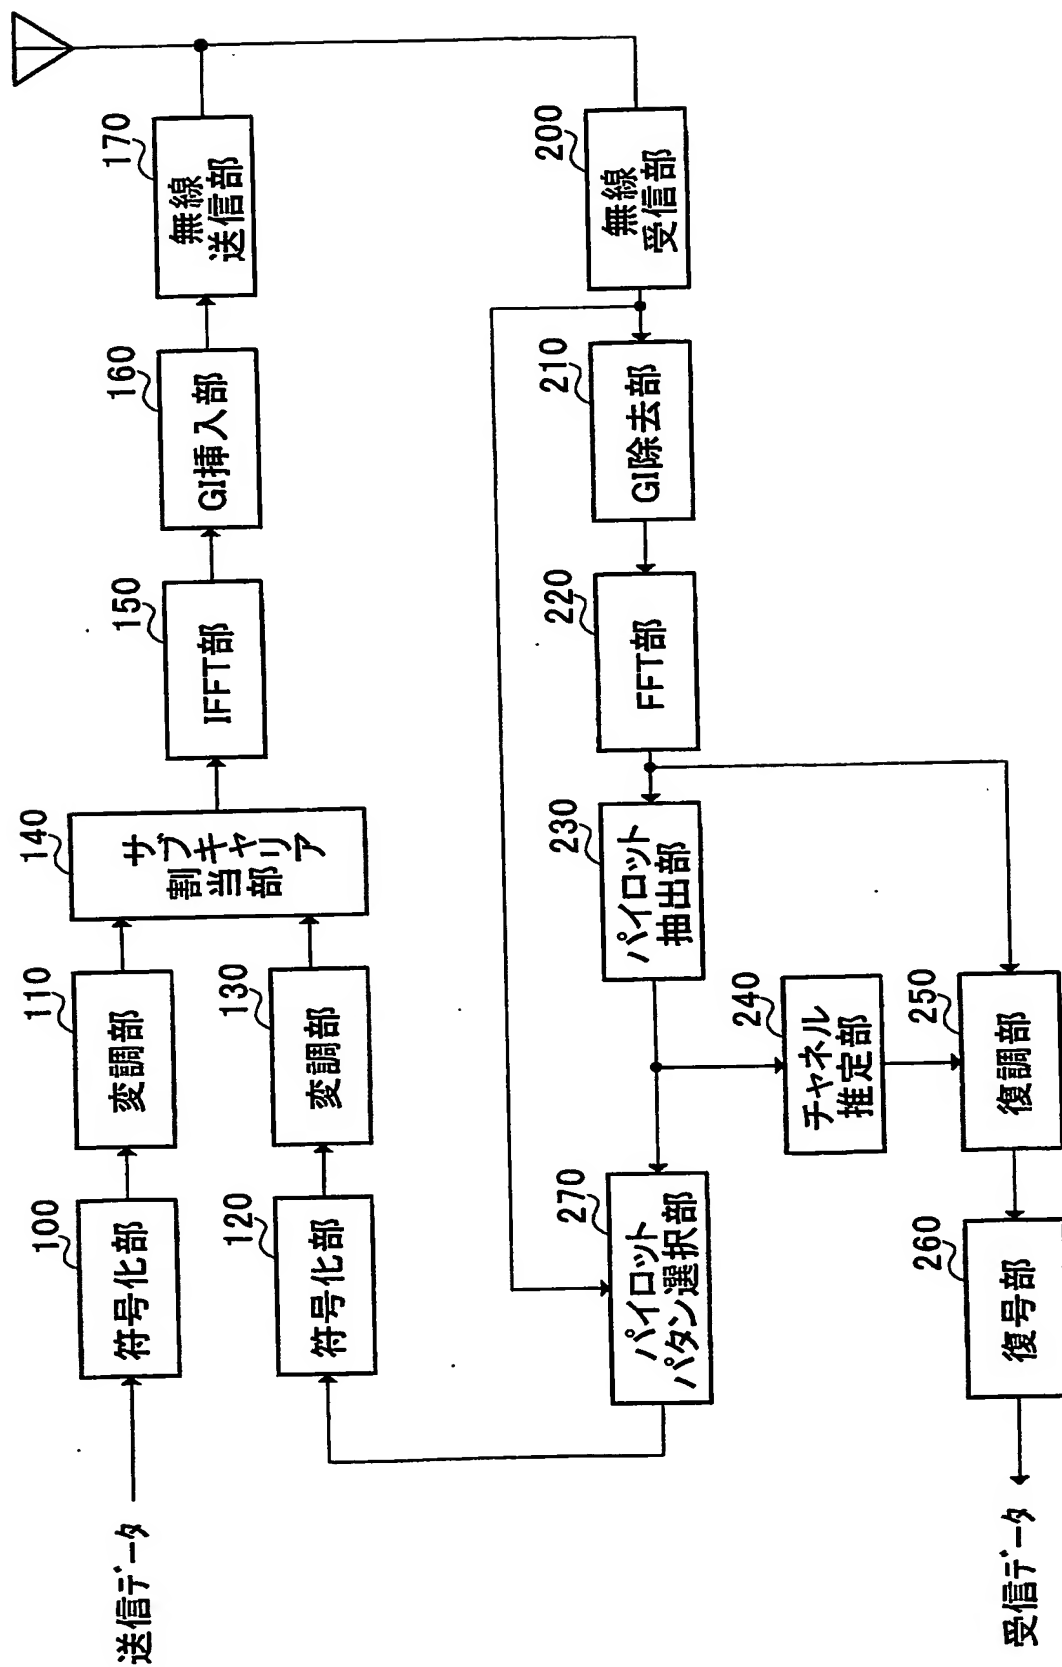 送信データ
100
符号化部
110
変調部
120
符号化部
130
変調部
140
サブキャリア
割当部
150
IFFT部
160
GI挿入部
170
無線
送信部
200
無線
受信部
210
GI除去部
220
FFT部
230
パイロット
抽出部
240
チャネル
推定部
250
復調部
260
復号部
270
パイロット
パタン選択部
受信データ